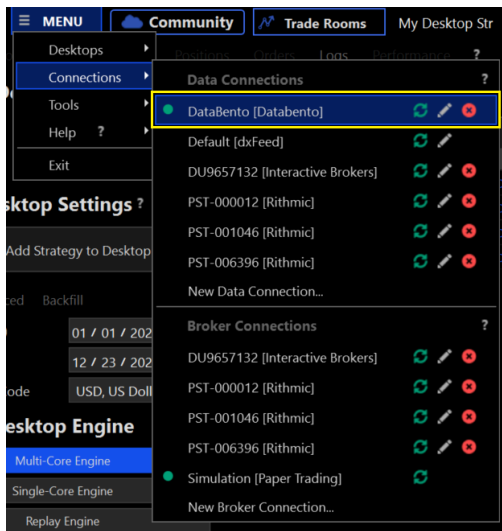 MENU Community Trade Rooms My Desktop Str
Desktops Positions Orders Logs Performance ?
Connections Data Connections ?
Tools DataBento [Databento]
Help ? Default [dxFeed]
Exit DU9657132 [Interactive Brokers]
sktop Settings ? PST-000012 [Rithmic]
Add Strategy to Desktop PST-001046 [Rithmic]
PST-006396 [Rithmic]
ced Backfill New Data Connection...
01 / 01 / 202 Broker Connections ?
12 / 23 / 202 DU9657132 [Interactive Brokers]
ode USD, US Doll PST-000012 [Rithmic]
esktop Engine PST-001046 [Rithmic]
Multi-Core Engine PST-006396 [Rithmic]
Single-Core Engine Simulation [Paper Trading]
Replay Engine New Broker Connection...